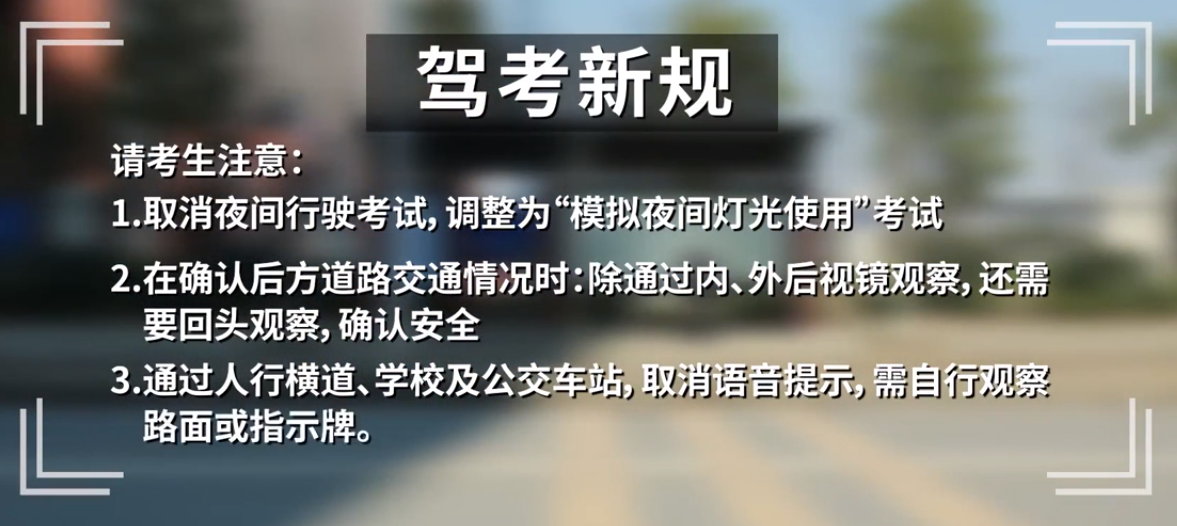 驾考新规
请考生注意：
1.取消夜间行驶考试，调整为“模拟夜间灯光使用”考试
2.在确认后方道路交通情况时：除通过内、外后视镜观察，还需
要回头观察，确认安全
3.通过人行横道、学校及公交车站，取消语音提示，需自行观察
路面或指示牌。